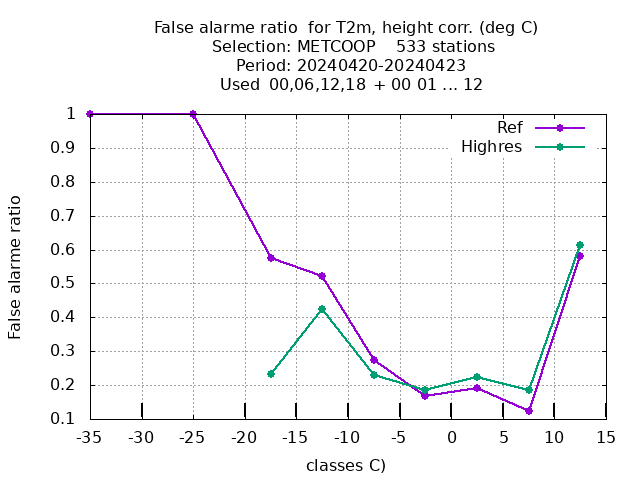 False alarme ratio  for T2m, height corr. (deg C)
Selection: METCOOP    533 stations
Period: 20240420-20240423
Used  00,06,12,18  + 00 01 ... 12
Ref
Highres
1
0.9
0.8
0.7
0.6
0.5
0.4
0.3
0.2
0.1
False alarme ratio
-35 -30 -25 -20 -15 -10 -5 0 5 10 15
classes C)